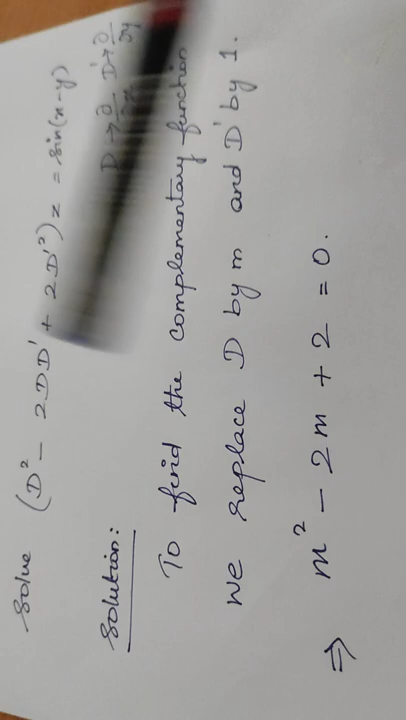 Solve (D² - 2DD' + 2D'²)z = sin(x-y)
Solution: D→∂/∂x D'→∂/∂y
To find the complementary function
we replace D by m and D' by 1.
⇒ m² - 2m + 2 = 0.